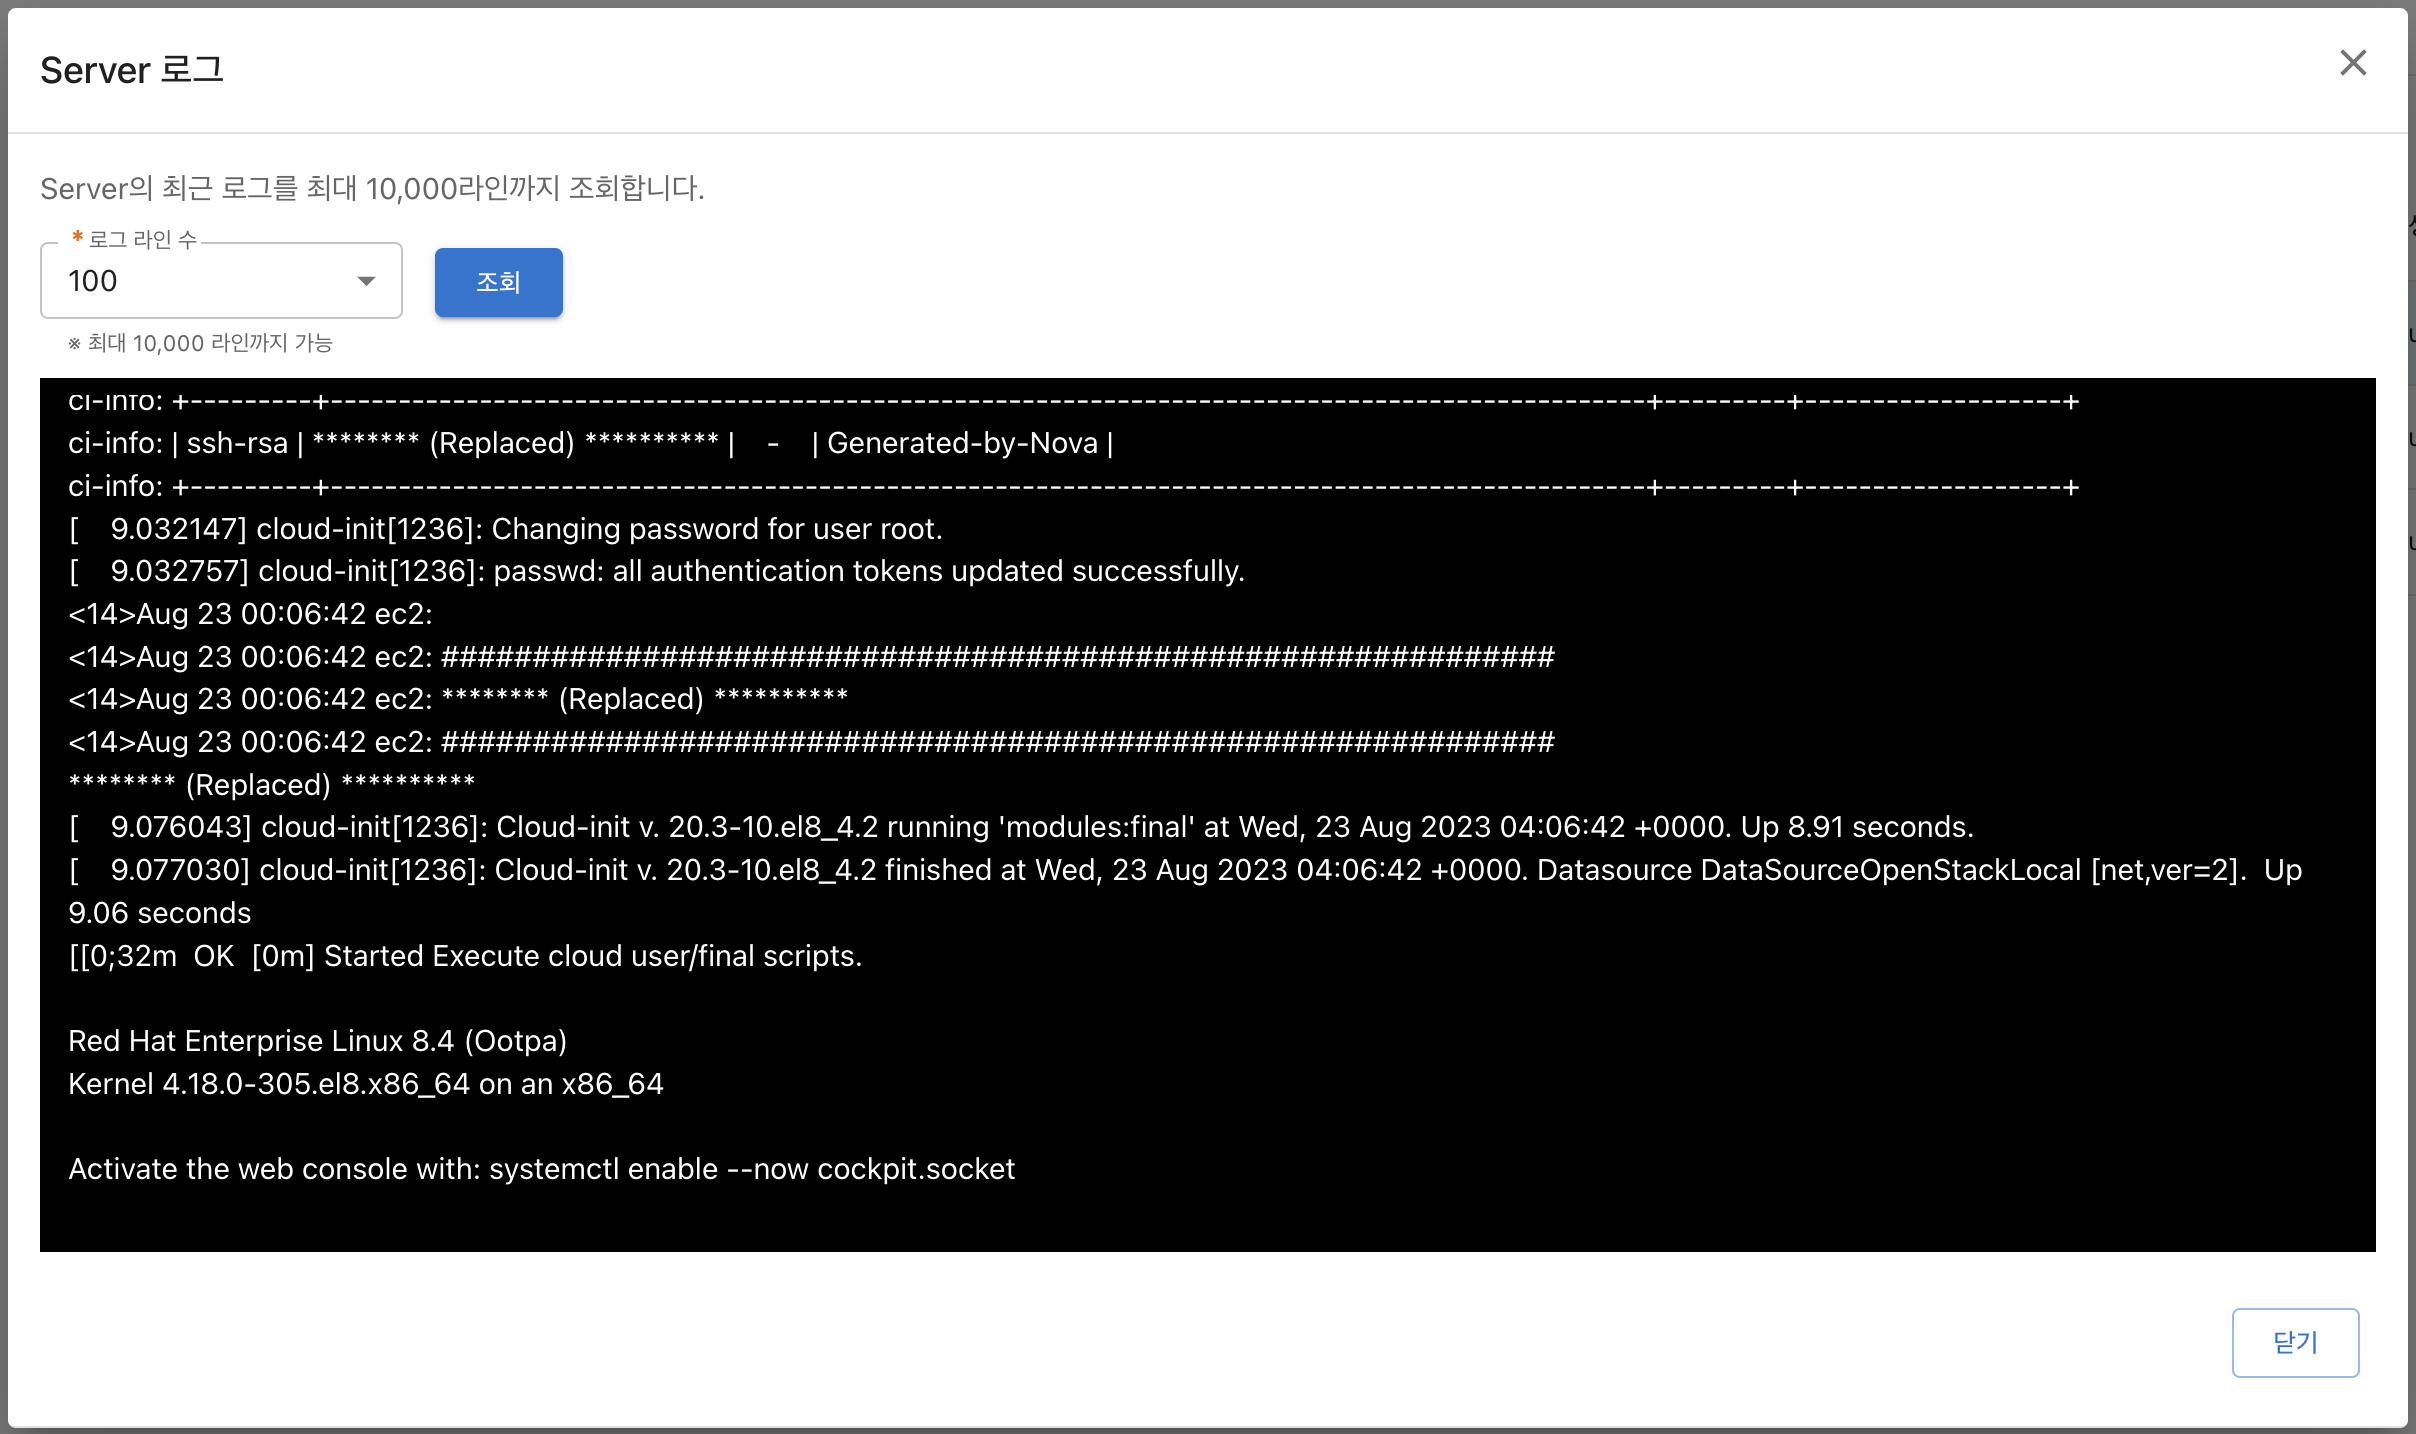 Server 로그
Server의 최근 로그를 최대 10,000라인까지 조회합니다.
* 로그 라인 수
100
조회
※ 최대 10,000 라인까지 가능
ci-info: +---------+--------------------------------------------------------------------------------------------------+---------+-------------------+
ci-info: | ssh-rsa | ******** (Replaced) ********** |    -    | Generated-by-Nova |
ci-info: +---------+--------------------------------------------------------------------------------------------------+---------+-------------------+
[    9.032147] cloud-init[1236]: Changing password for user root.
[    9.032757] cloud-init[1236]: passwd: all authentication tokens updated successfully.
<14>Aug 23 00:06:42 ec2:
<14>Aug 23 00:06:42 ec2: #############################################################
<14>Aug 23 00:06:42 ec2: ******** (Replaced) **********
<14>Aug 23 00:06:42 ec2: #############################################################
******** (Replaced) **********
[    9.076043] cloud-init[1236]: Cloud-init v. 20.3-10.el8_4.2 running 'modules:final' at Wed, 23 Aug 2023 04:06:42 +0000. Up 8.91 seconds.
[    9.077030] cloud-init[1236]: Cloud-init v. 20.3-10.el8_4.2 finished at Wed, 23 Aug 2023 04:06:42 +0000. Datasource DataSourceOpenStackLocal [net,ver=2].  Up
9.06 seconds
[[0;32m  OK  [0m] Started Execute cloud user/final scripts.
Red Hat Enterprise Linux 8.4 (Ootpa)
Kernel 4.18.0-305.el8.x86_64 on an x86_64
Activate the web console with: systemctl enable --now cockpit.socket
닫기